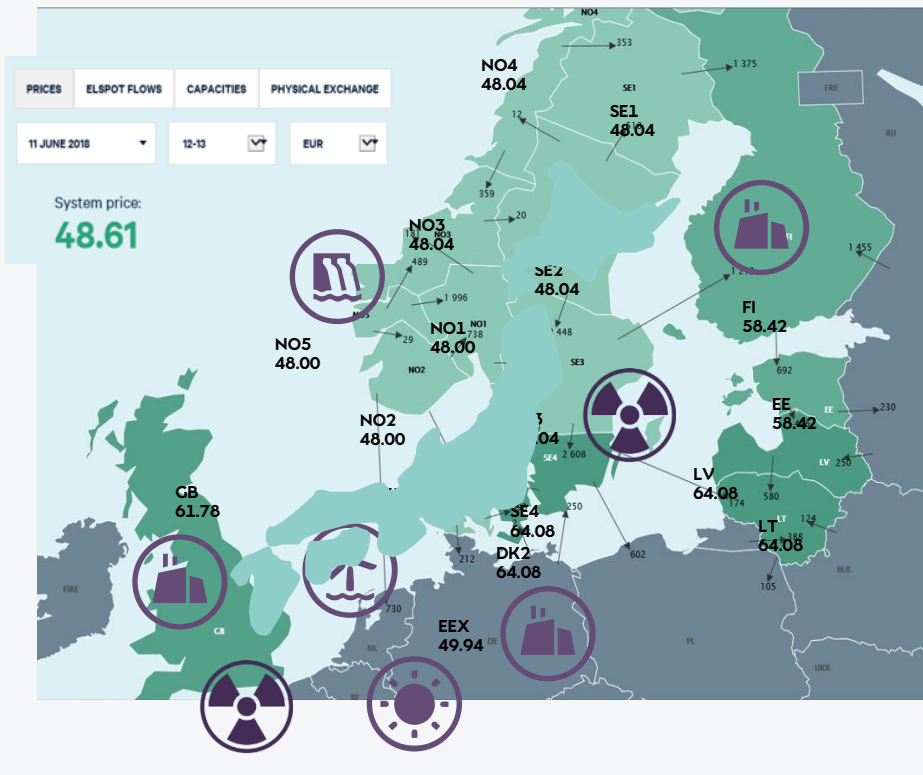 PRICES
ELSPOT FLOWS
CAPACITIES
PHYSICAL EXCHANGE
11 JUNE 2018
12-13
EUR
System price:
48.61
NO4
353
1 375
NO4
48.04
SE1
FRE
SE1
48.04
12
RU
359
20
NO3
48.04
181
NO3
489
FI
1 455
SE2
48.04
1 996
FI
58.42
NO1
48.00
NO1
738
448
29
NO5
48.00
SE3
NO2
692
EE
58.42
EE
230
NO2
48.00
.04
SE4
2 608
LV
64.08
LV
250
174
580
GB
61.78
SE4
64.08
250
LT
64.08
LT
124
388
DK2
64.08
212
602
105
BLR
EIRE
730
GB
EEX
49.94
DE
NL
PL
UKR
BE